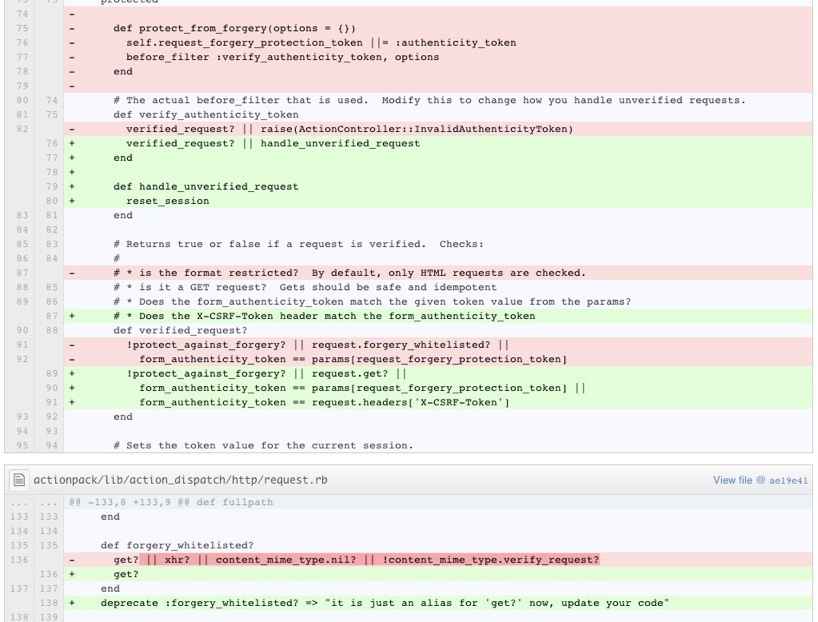 73 73 protected
74 -
75 - def protect_from_forgery(options = {})
76 - self.request_forgery_protection_token ||= :authenticity_token
77 - before_filter :verify_authenticity_token, options
78 - end
79 -
80 74 # The actual before_filter that is used.  Modify this to change how you handle unverified requests.
81 75 def verify_authenticity_token
82 - verified_request? || raise(ActionController::InvalidAuthenticityToken)
76 + verified_request? || handle_unverified_request
77 + end
78 +
79 + def handle_unverified_request
80 + reset_session
83 81 end
84 82
85 83 # Returns true or false if a request is verified.  Checks:
86 84 #
87 - # * is the format restricted?  By default, only HTML requests are checked.
88 85 # * is it a GET request?  Gets should be safe and idempotent
89 86 # * Does the form_authenticity_token match the given token value from the params?
87 + # * Does the X-CSRF-Token header match the form_authenticity_token
90 88 def verified_request?
91 - !protect_against_forgery? || request.forgery_whitelisted? ||
92 - form_authenticity_token == params[request_forgery_protection_token]
89 + !protect_against_forgery? || request.get? ||
90 + form_authenticity_token == params[request_forgery_protection_token] ||
91 + form_authenticity_token == request.headers['X-CSRF-Token']
93 92 end
94 93
95 94 # Sets the token value for the current session.
actionpack/lib/action_dispatch/http/request.rb View file @ ae19e41
... ... @@ -133,8 +133,9 @@ def fullpath
133 133 end
134 134
135 135 def forgery_whitelisted?
136 - get? || xhr? || content_mime_type.nil? || !content_mime_type.verify_request?
136 + get?
137 137 end
138 + deprecate :forgery_whitelisted? => "it is just an alias for 'get?' now, update your code"
138 139